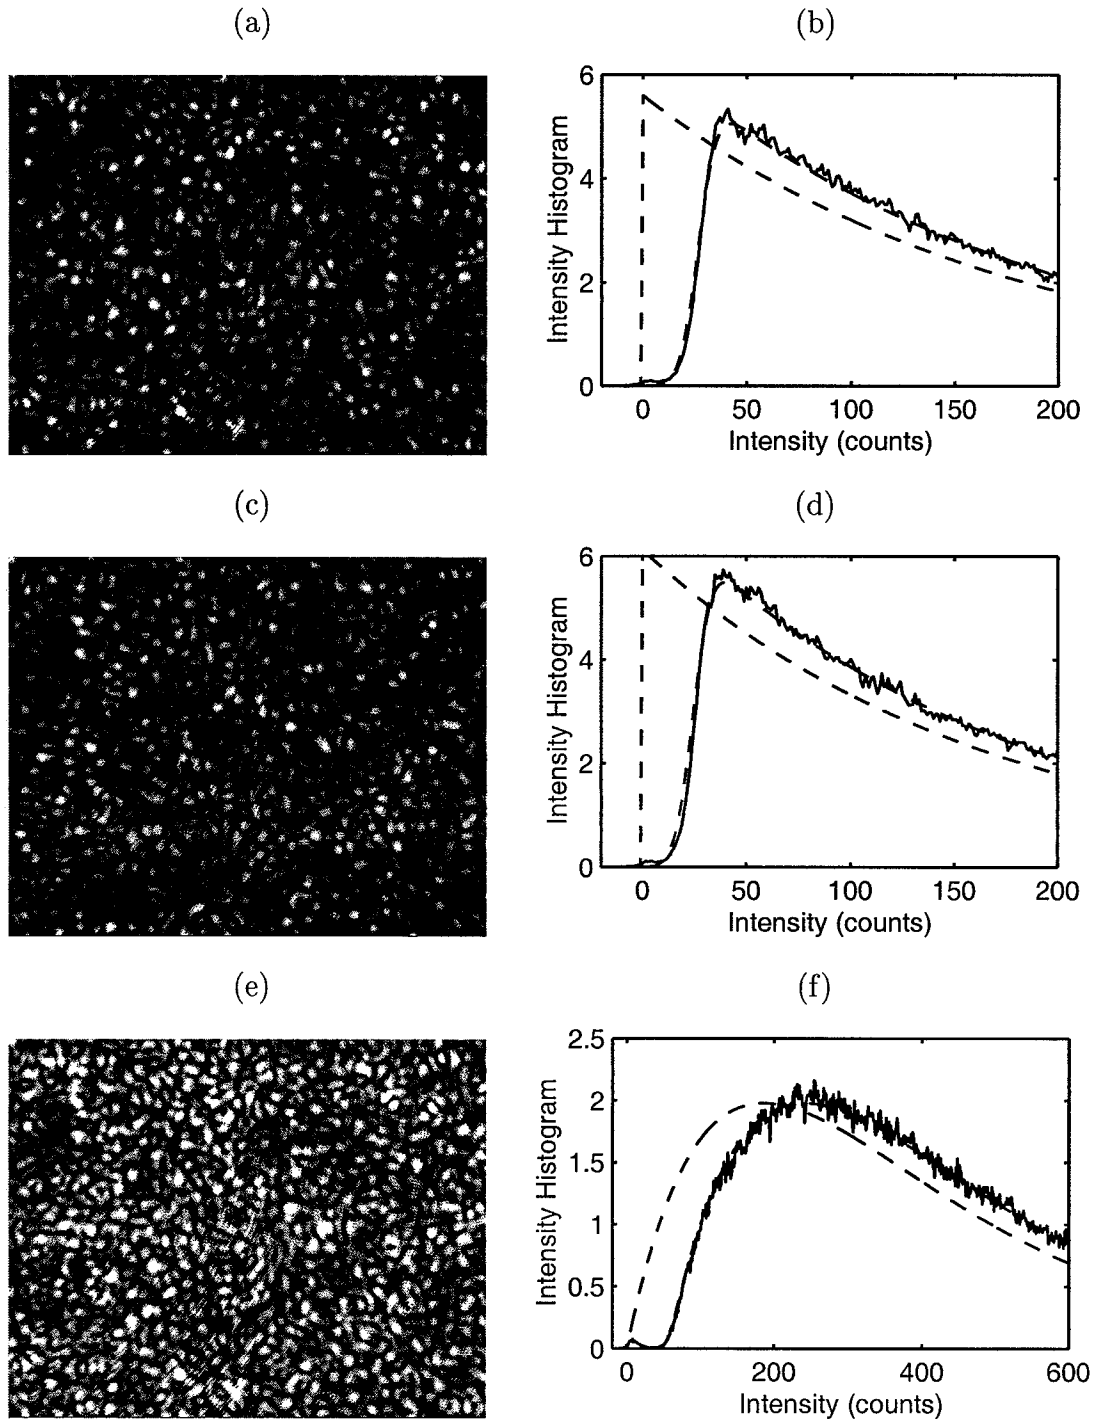 (a)
(b)
6
4
2
0
Intensity Histogram
0 50 100 150 200
Intensity (counts)
(c)
(d)
6
4
2
0
Intensity Histogram
0 50 100 150 200
Intensity (counts)
(e)
(f)
2.5
2
1.5
1
0.5
0
Intensity Histogram
0 200 400 600
Intensity (counts)